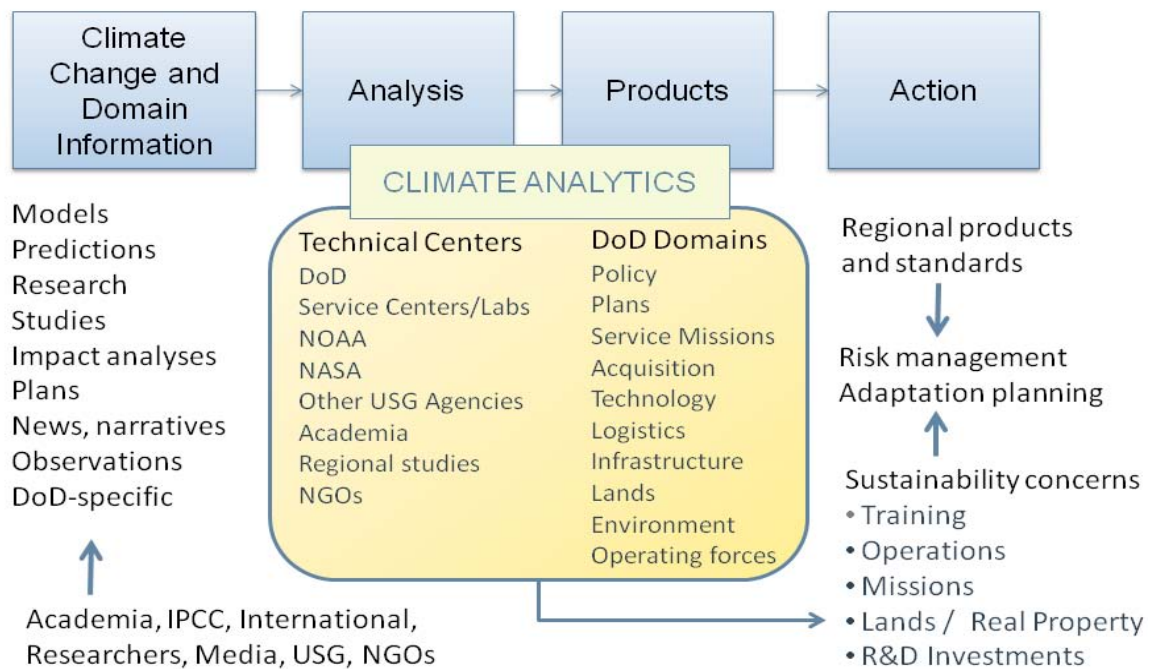 Climate
Change and
Domain
Information
Analysis
Products
Action
CLIMATE ANALYTICS
Models
Predictions
Research
Studies
Impact analyses
Plans
News, narratives
Observations
DoD-specific
Academia, IPCC, International,
Researchers, Media, USG, NGOs
Technical Centers
DoD
Service Centers/Labs
NOAA
NASA
Other USG Agencies
Academia
Regional studies
NGOs
DoD Domains
Policy
Plans
Service Missions
Acquisition
Technology
Logistics
Infrastructure
Lands
Environment
Operating forces
Regional products
and standards
Risk management
Adaptation planning
Sustainability concerns
• Training
• Operations
• Missions
• Lands / Real Property
• R&D Investments